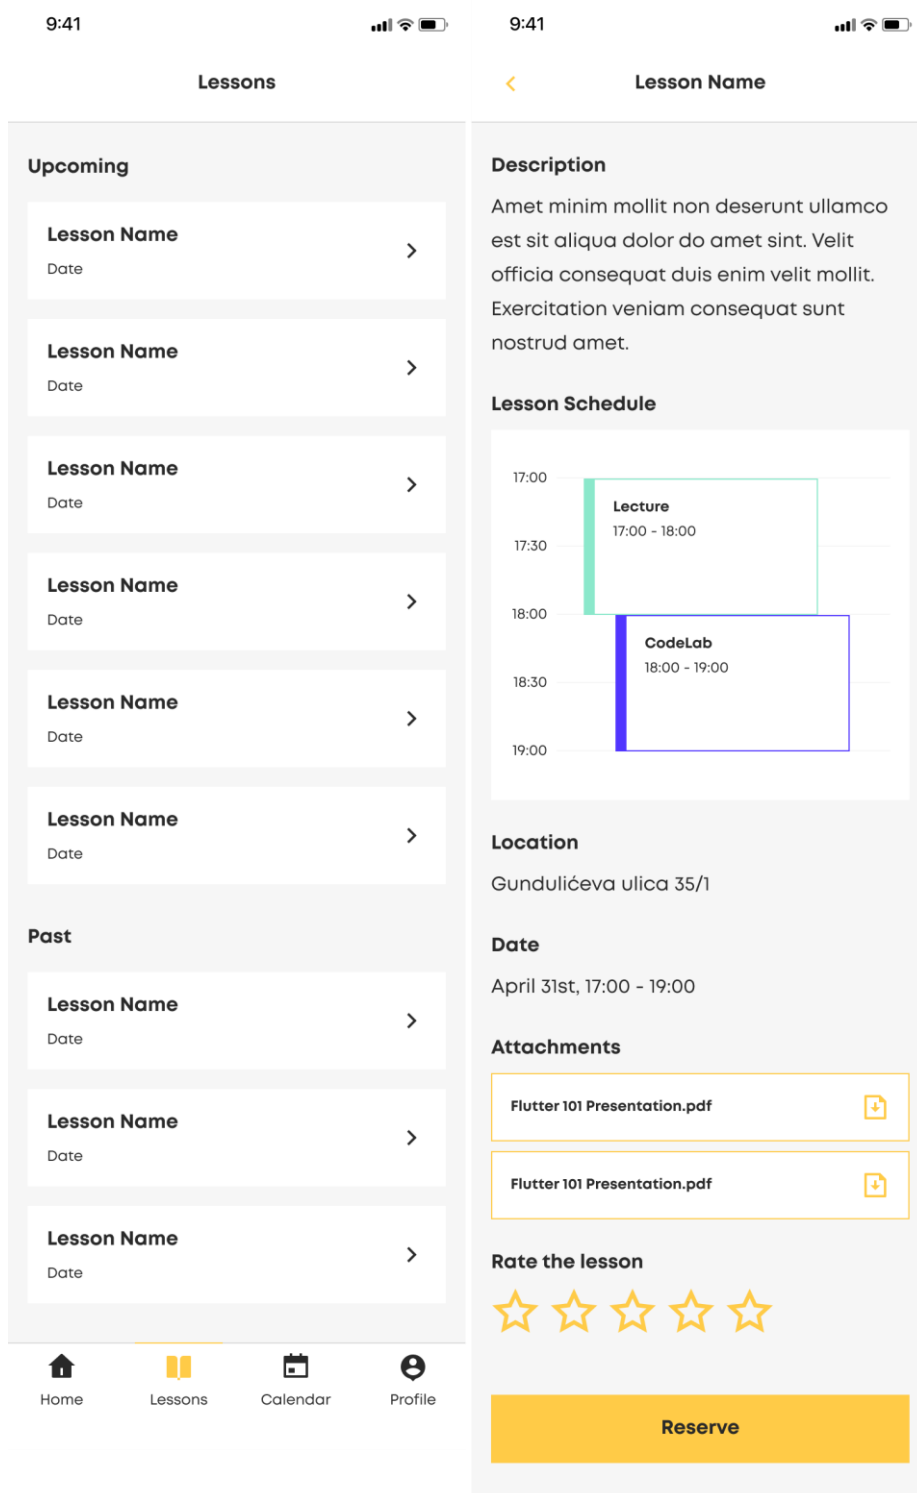 9:41
Lessons
Upcoming
Lesson Name
Date
Lesson Name
Date
Lesson Name
Date
Lesson Name
Date
Lesson Name
Date
Lesson Name
Date
Past
Lesson Name
Date
Lesson Name
Date
Lesson Name
Date
Home
Lessons
Calendar
Profile
9:41
Lesson Name
Description
Amet minim mollit non deserunt ullamco
est sit aliqua dolor do amet sint. Velit
officia consequat duis enim velit mollit.
Exercitation veniam consequat sunt
nostrud amet.
Lesson Schedule
17:00
Lecture
17:00 - 18:00
17:30
18:00
CodeLab
18:00 - 19:00
18:30
19:00
Location
Gundulićeva ulica 35/1
Date
April 31st, 17:00 - 19:00
Attachments
Flutter 101 Presentation.pdf
Flutter 101 Presentation.pdf
Rate the lesson
Reserve